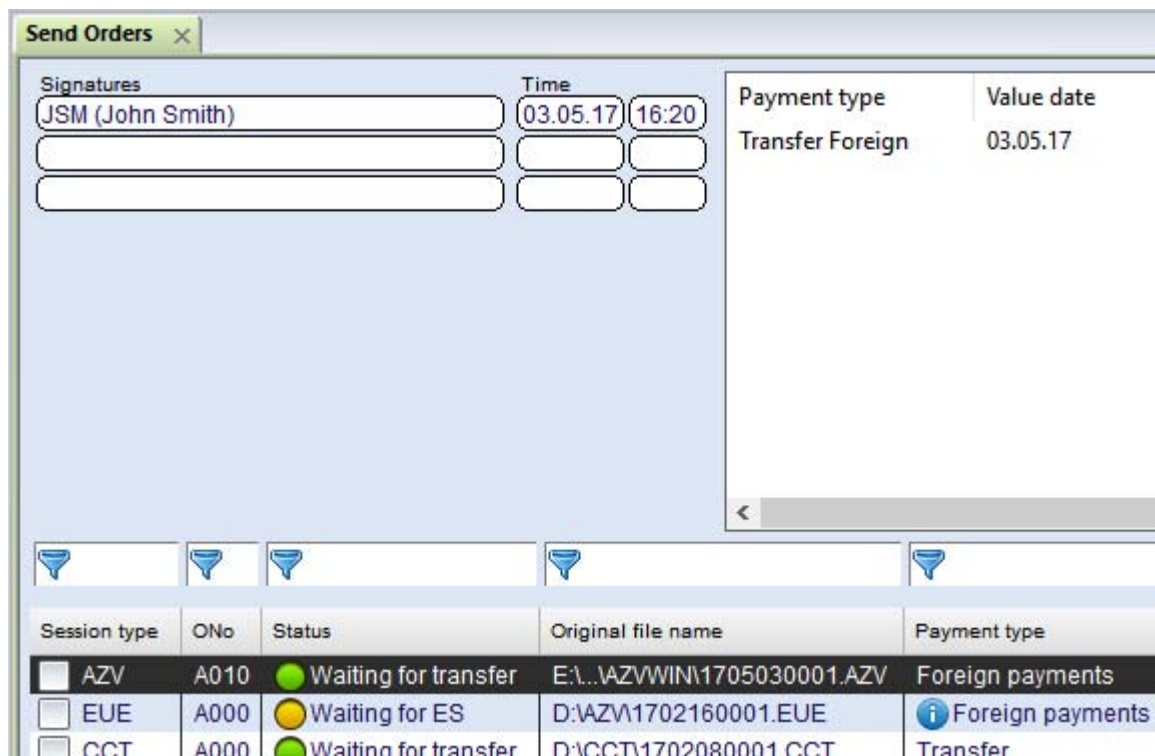 Send Orders
Signatures Time
JSM (John Smith) 03.05.17 16:20
Payment type Value date
Transfer Foreign 03.05.17
Session type ONo Status Original file name Payment type
AZV A010 Waiting for transfer E:\...\AZVWIN\1705030001.AZV Foreign payments
EUE A000 Waiting for ES D:\AZV\1702160001.EUE Foreign payments
CCT A000 Waiting for transfer D:\CCT\1702080001.CCT Transfer